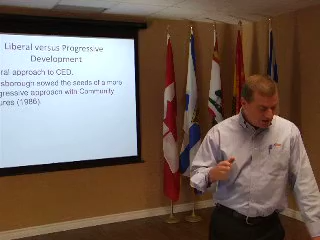 Liberal versus Progressive
Development
ral approach to CED.
sborough sowed the seeds of a more
gressive approach with Community
ures (1986)